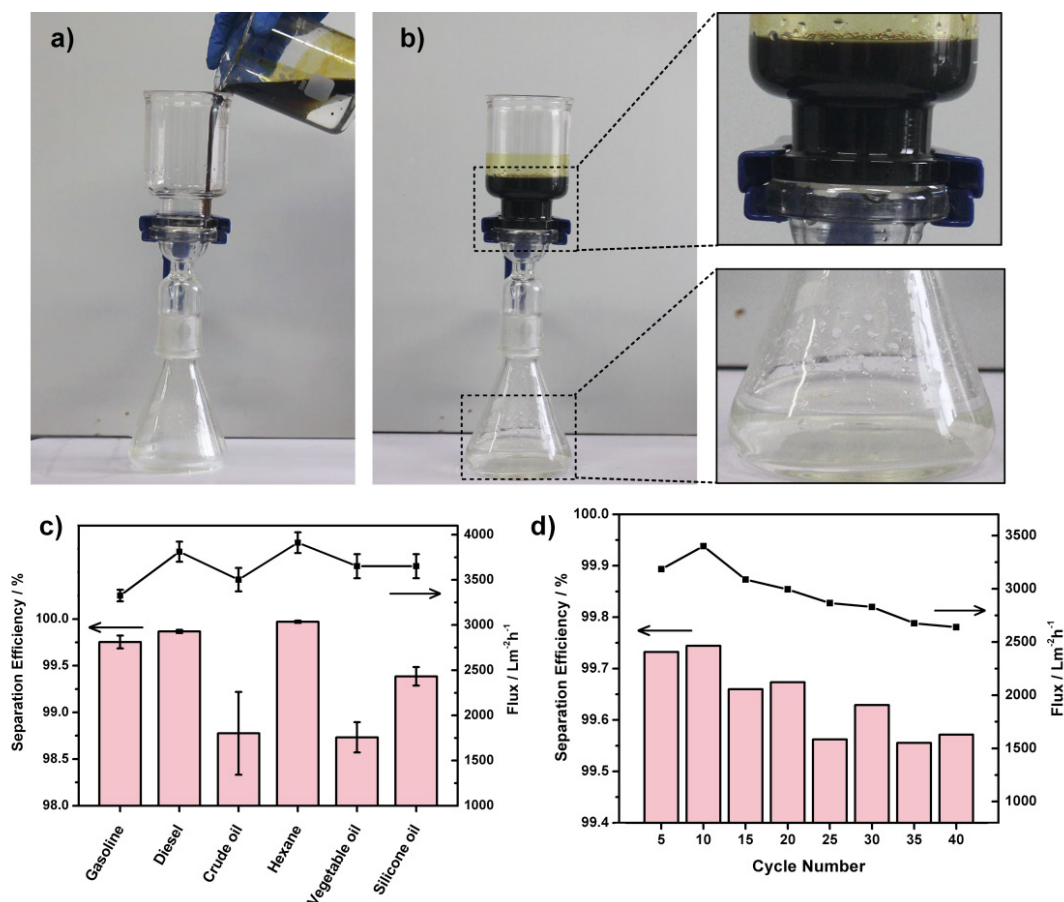 a)
b)
c)
Separation Efficiency / %
100.0
99.5
99.0
98.5
98.0
4000
3500
3000
2500
2000
1500
1000
Flux / Lm⁻²h⁻¹
Gasoline
Diesel
Crude oil
Hexane
Vegetable oil
Silicone oil
d)
Separation Efficiency / %
100.0
99.9
99.8
99.7
99.6
99.5
99.4
3500
3000
2500
2000
1500
1000
Flux / Lm⁻²h⁻¹
5 10 15 20 25 30 35 40
Cycle Number